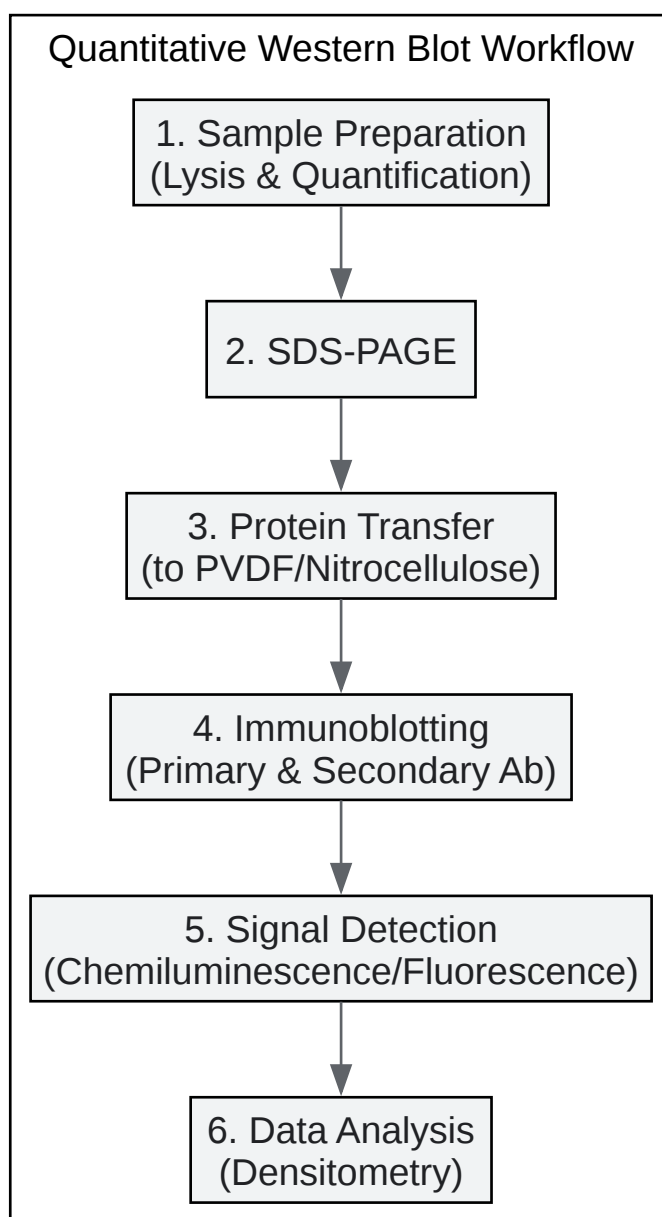 Quantitative Western Blot Workflow
1. Sample Preparation
(Lysis & Quantification)
2. SDS-PAGE
3. Protein Transfer
(to PVDF/Nitrocellulose)
4. Immunoblotting
(Primary & Secondary Ab)
5. Signal Detection
(Chemiluminescence/Fluorescence)
6. Data Analysis
(Densitometry)